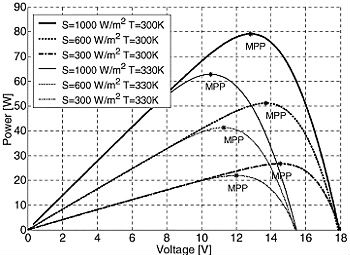 100
90
80
70
60
50
40
30
20
10
0
Power [W]
S=1000 W/m² T=300K
S=600 W/m² T=300K
S=300 W/m² T=300K
S=1000 W/m² T=330K
S=600 W/m² T=330K
S=300 W/m² T=330K
MPP
MPP
MPP
MPP
MPP
MPP
0 2 4 6 8 10 12 14 16 18
Voltage [V]